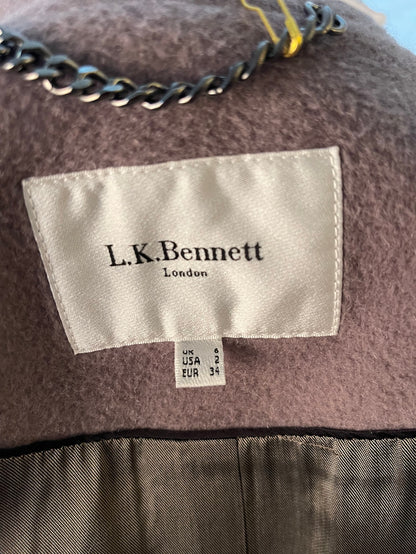 L.K.Bennett
London
UK 6
USA 2
EUR 34